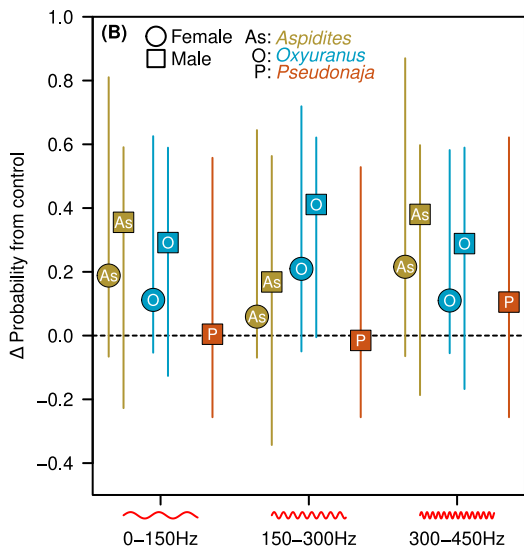 (B)
Female
Male
As: Aspidites
O: Oxyuranus
P: Pseudonaja
Δ Probability from control
1.0
0.8
0.6
0.4
0.2
0.0
−0.2
−0.4
As
As
O
O
P
As
As
O
O
P
As
As
O
O
P
0−150Hz
150−300Hz
300−450Hz